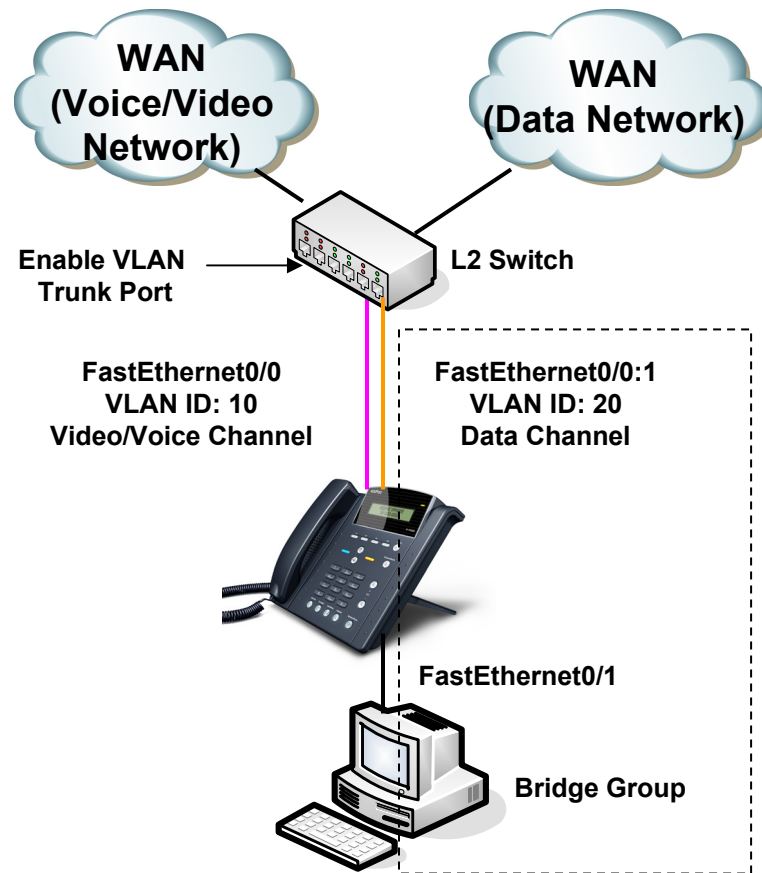 WAN
(Voice/Video
Network)
WAN
(Data Network)
Enable VLAN
Trunk Port
L2 Switch
FastEthernet0/0
VLAN ID: 10
Video/Voice Channel
FastEthernet0/0:1
VLAN ID: 20
Data Channel
FastEthernet0/1
Bridge Group